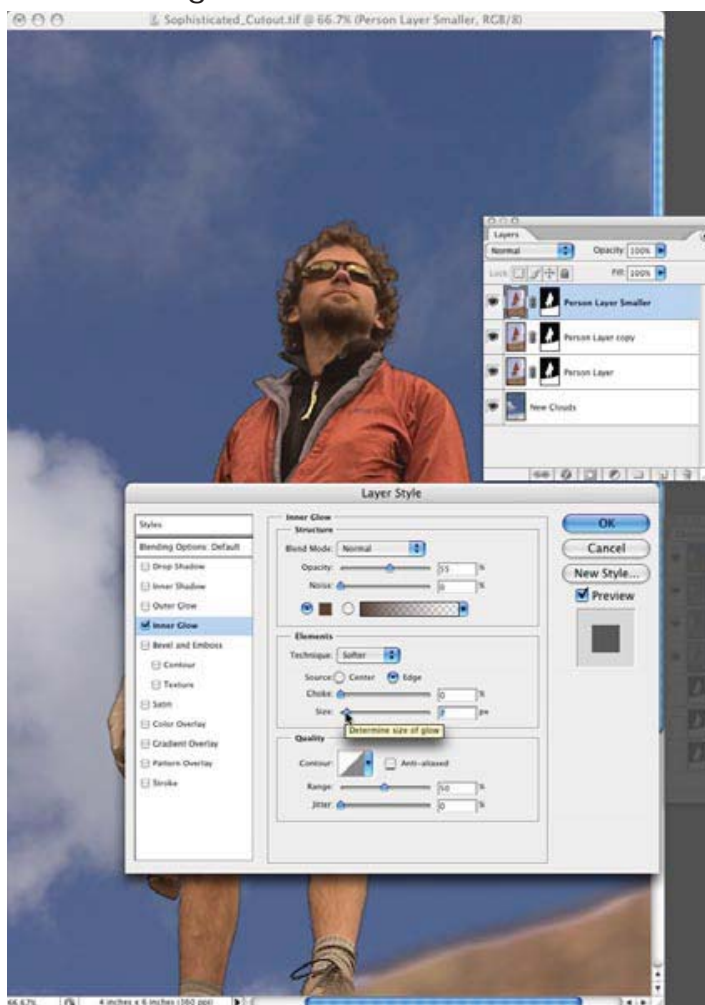 Sophisticated_Cutout.tif @ 66.7% (Person Layer Smaller, RGB/8)
Layers
Normal Opacity: 100%
Lock: Fill: 100%
Person Layer Smaller
Person Layer copy
Person Layer
New Clouds
Layer Style
Styles
Blending Options: Default
Drop Shadow
Inner Shadow
Outer Glow
Inner Glow
Bevel and Emboss
Contour
Texture
Satin
Color Overlay
Gradient Overlay
Pattern Overlay
Stroke
Inner Glow
Structure
Blend Mode: Normal
Opacity: 55 %
Noise: 0 %
Elements
Technique: Softer
Source: Center Edge
Choke: 0 %
Size: 7 px
Determine size of glow
Quality
Contour: Anti-aliased
Range: 50 %
Jitter: 0 %
OK
Cancel
New Style...
Preview
66.67% 4 inches x 6 inches (360 ppi)